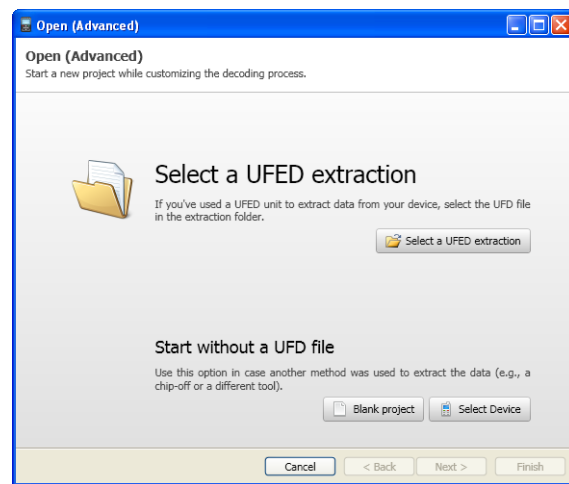 Open (Advanced)
Open (Advanced)
Start a new project while customizing the decoding process.
Select a UFED extraction
If you've used a UFED unit to extract data from your device, select the UFD file
in the extraction folder.
Select a UFED extraction
Start without a UFD file
Use this option in case another method was used to extract the data (e.g., a
chip-off or a different tool).
Blank project
Select Device
Cancel
< Back
Next >
Finish